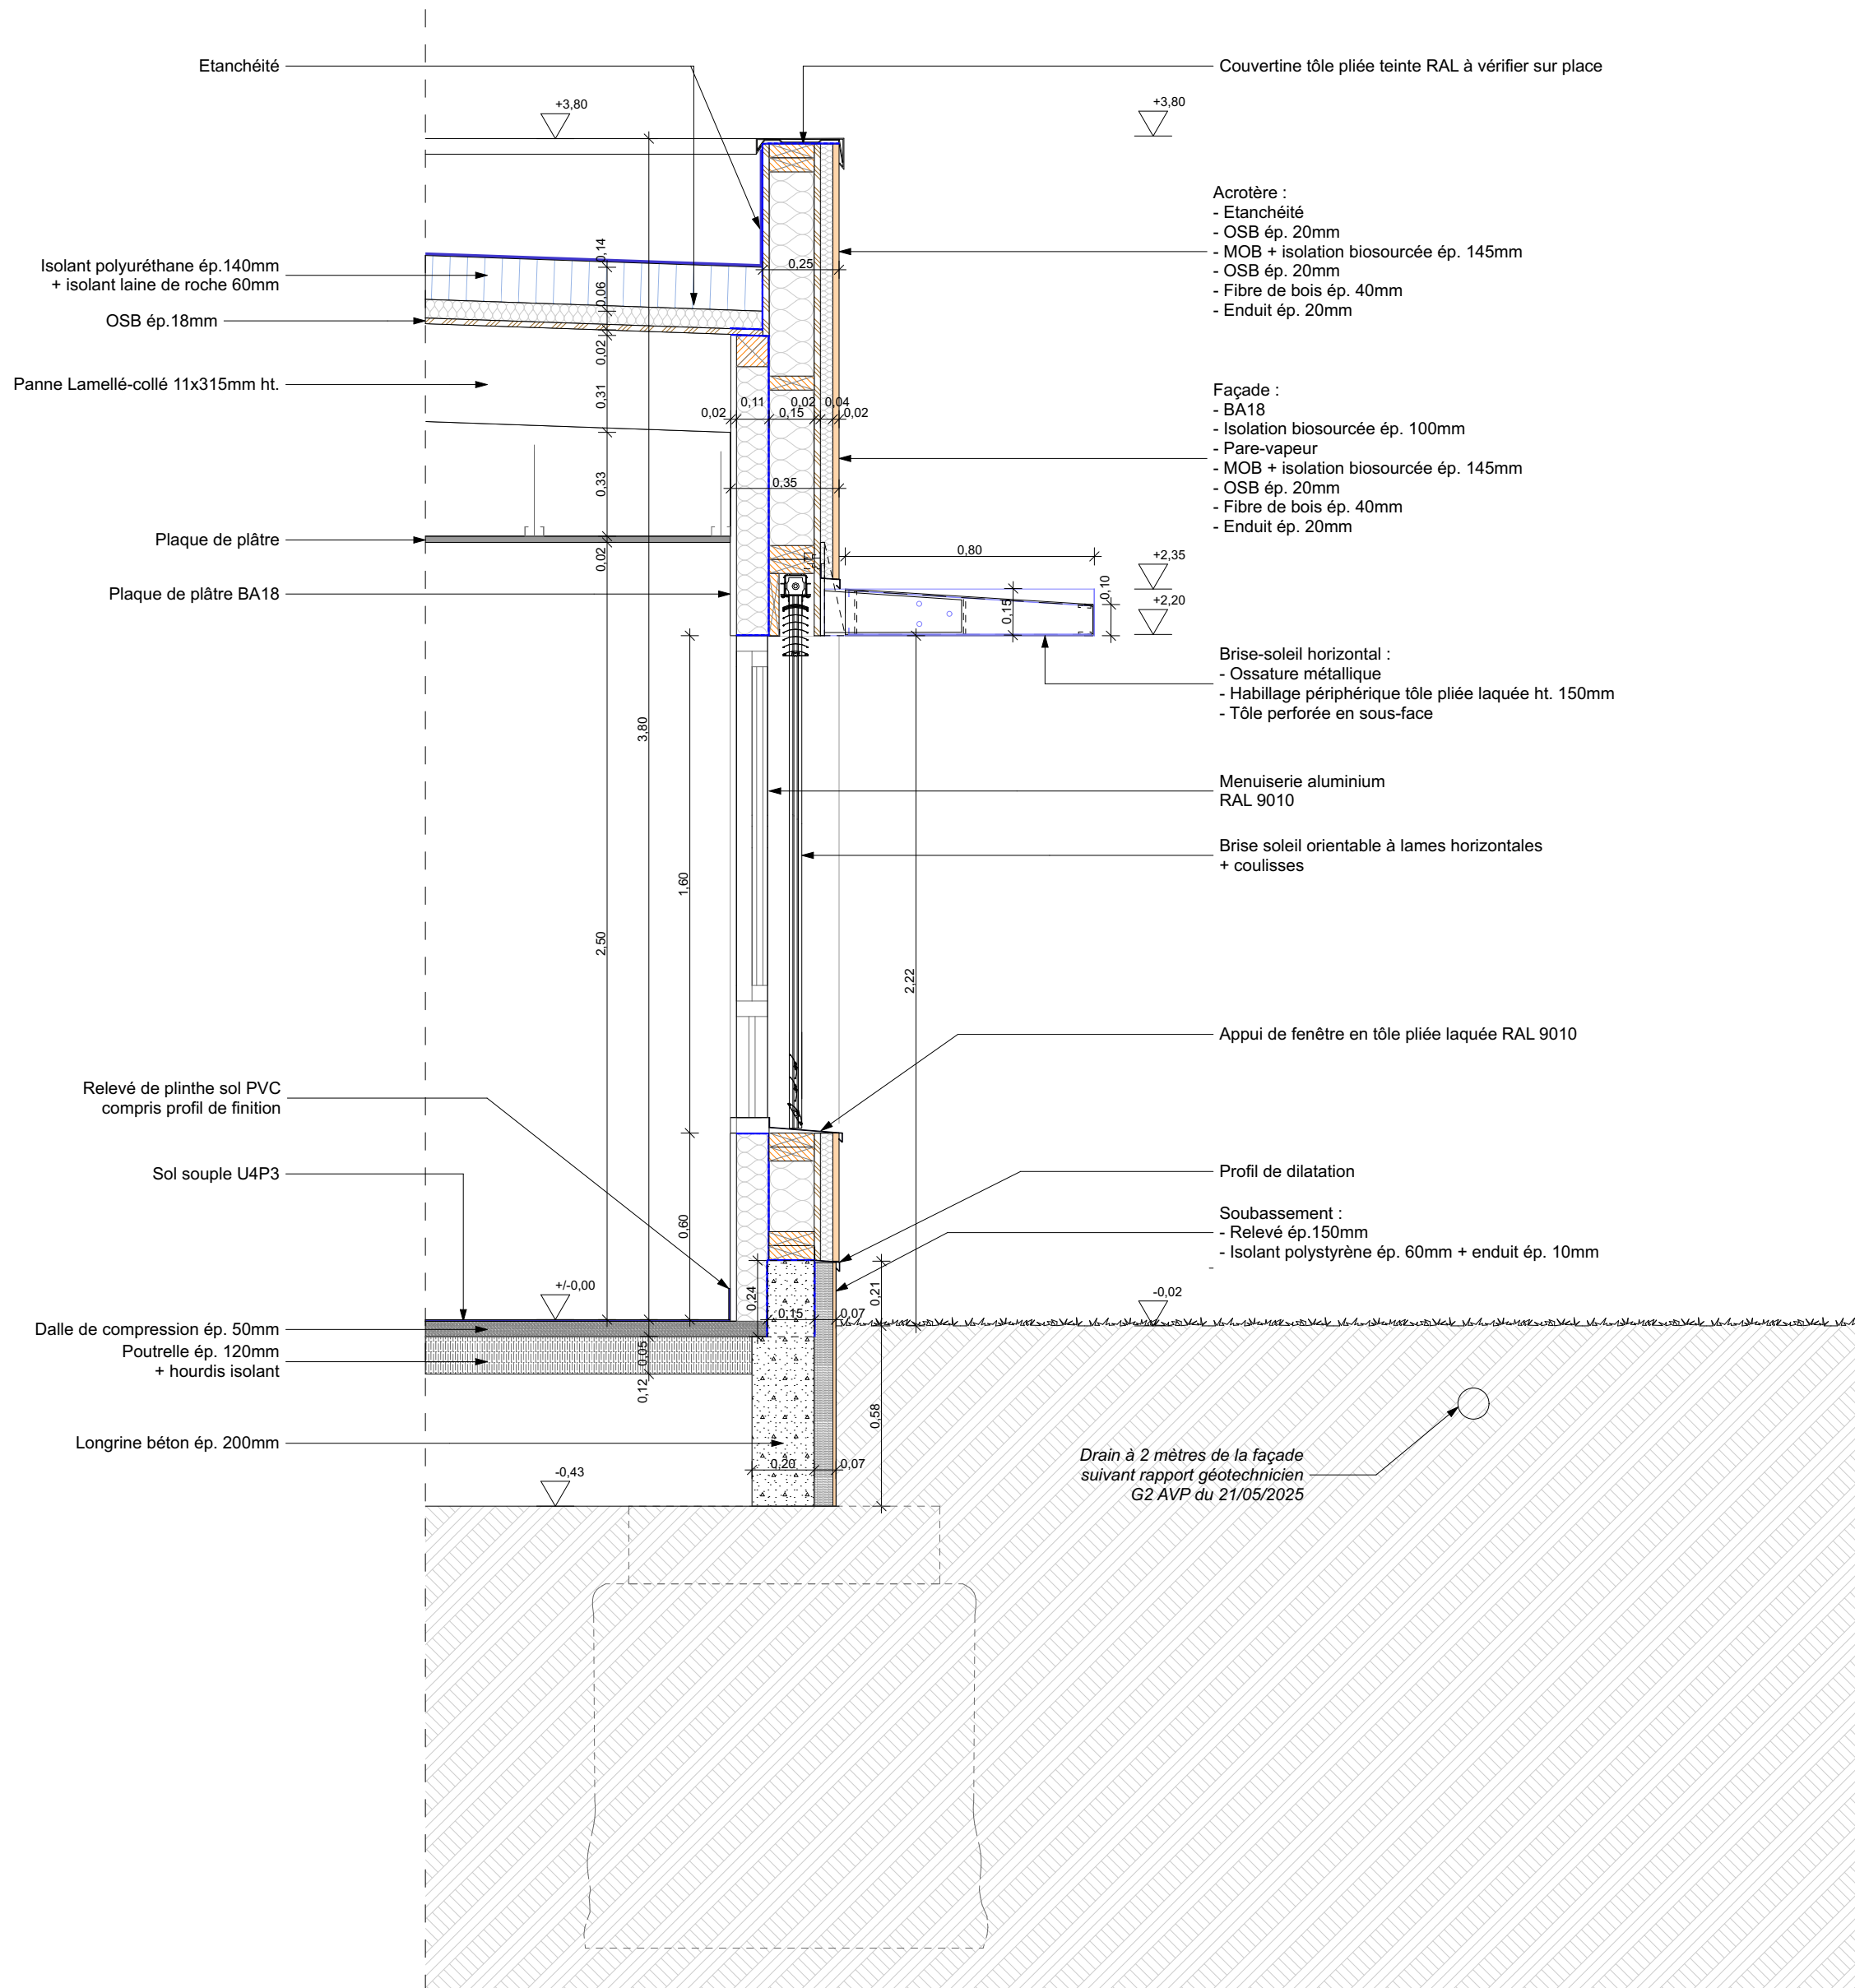 Etanchéité
Couvertine tôle pliée teinte RAL à vérifier sur place
+3,80
+3,80
Acrotère :
- Etanchéité
- OSB ép. 20mm
- MOB + isolation biosourcée ép. 145mm
- OSB ép. 20mm
- Fibre de bois ép. 40mm
- Enduit ép. 20mm
0,14
0,25
Isolant polyuréthane ép.140mm
+ isolant laine de roche 60mm
0,06
OSB ép.18mm
0,02
Panne Lamellé-collé 11x315mm ht.
0,31
0,02
0,11
0,15
0,02
0,04
0,02
Façade :
- BA18
- Isolation biosourcée ép. 100mm
- Pare-vapeur
- MOB + isolation biosourcée ép. 145mm
- OSB ép. 20mm
- Fibre de bois ép. 40mm
- Enduit ép. 20mm
0,35
0,33
Plaque de plâtre
0,02
0,80
+2,35
0,10
Plaque de plâtre BA18
0,15
+2,20
Brise-soleil horizontal :
- Ossature métallique
- Habillage périphérique tôle pliée laquée ht. 150mm
- Tôle perforée en sous-face
3,80
Menuiserie aluminium
RAL 9010
Brise soleil orientable à lames horizontales
+ coulisses
1,60
2,50
2,22
Appui de fenêtre en tôle pliée laquée RAL 9010
Relevé de plinthe sol PVC
compris profil de finition
Sol souple U4P3
Profil de dilatation
Soubassement :
- Relevé ép.150mm
- Isolant polystyrène ép. 60mm + enduit ép. 10mm
-
0,60
+/-0,00
0,24
0,21
-0,02
0,15
0,07
Dalle de compression ép. 50mm
Poutrelle ép. 120mm
+ hourdis isolant
0,05
0,12
0,58
Longrine béton ép. 200mm
0,20
0,07
-0,43
Drain à 2 mètres de la façade
suivant rapport géotechnicien
G2 AVP du 21/05/2025